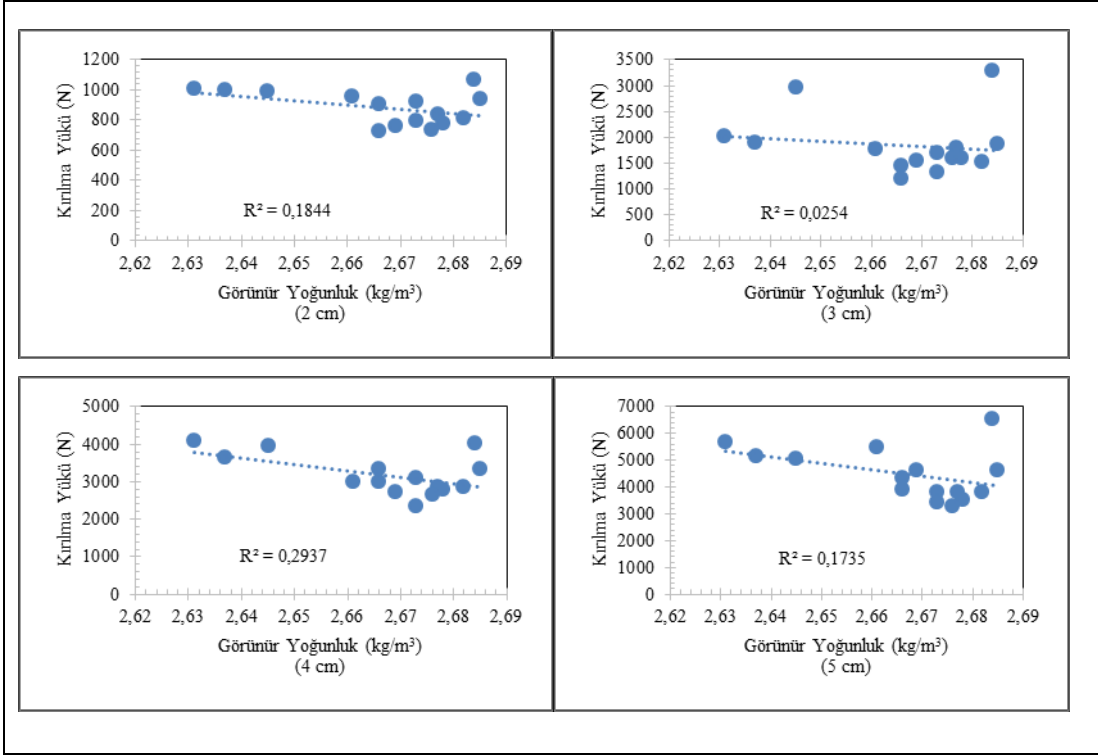 1200
1000
800
600
400
200
0
Kırılma Yükü (N)
R² = 0,1844
2,62 2,63 2,64 2,65 2,66 2,67 2,68 2,69
Görünür Yoğunluk (kg/m³)
(2 cm)
3500
3000
2500
2000
1500
1000
500
0
Kırılma Yükü (N)
R² = 0,0254
2,62 2,63 2,64 2,65 2,66 2,67 2,68 2,69
Görünür Yoğunluk (kg/m³)
(3 cm)
5000
4000
3000
2000
1000
0
Kırılma Yükü (N)
R² = 0,2937
2,62 2,63 2,64 2,65 2,66 2,67 2,68 2,69
Görünür Yoğunluk (kg/m³)
(4 cm)
7000
6000
5000
4000
3000
2000
1000
0
Kırılma Yükü (N)
R² = 0,1735
2,62 2,63 2,64 2,65 2,66 2,67 2,68 2,69
Görünür Yoğunluk (kg/m³)
(5 cm)